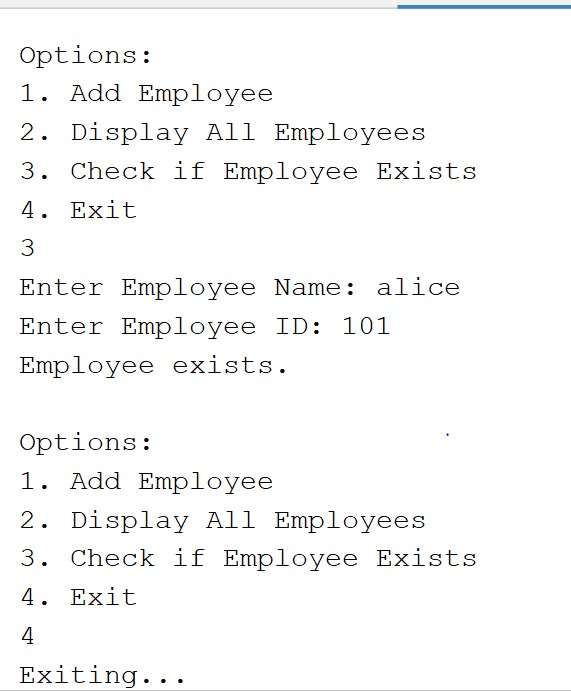 Options:
1. Add Employee
2. Display All Employees
3. Check if Employee Exists
4. Exit
3
Enter Employee Name: alice
Enter Employee ID: 101
Employee exists.
Options:
1. Add Employee
2. Display All Employees
3. Check if Employee Exists
4. Exit
4
Exiting...